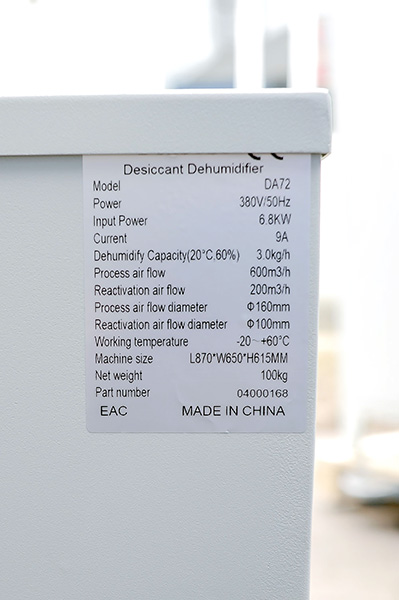 Desiccant Dehumidifier
Model DA72
Power 380V/50Hz
Input Power 6.8KW
Current 9A
Dehumidify Capacity(20°C,60%) 3.0kg/h
Process air flow 600m3/h
Reactivation air flow 200m3/h
Process air flow diameter Φ160mm
Reactivation air flow diameter Φ100mm
Working temperature -20~+60°C
Machine size L870*W650*H615MM
Net weight 100kg
Part number 04000168
EAC MADE IN CHINA